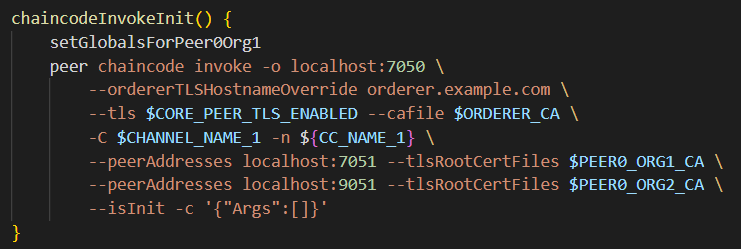 chaincodeInvokeInit() {
    setGlobalsForPeer0Org1
    peer chaincode invoke -o localhost:7050 \
        --ordererTLSHostnameOverride orderer.example.com \
        --tls $CORE_PEER_TLS_ENABLED --cafile $ORDERER_CA \
        -C $CHANNEL_NAME_1 -n ${CC_NAME_1} \
        --peerAddresses localhost:7051 --tlsRootCertFiles $PEER0_ORG1_CA \
        --peerAddresses localhost:9051 --tlsRootCertFiles $PEER0_ORG2_CA \
        --isInit -c '{"Args":[]}'
}